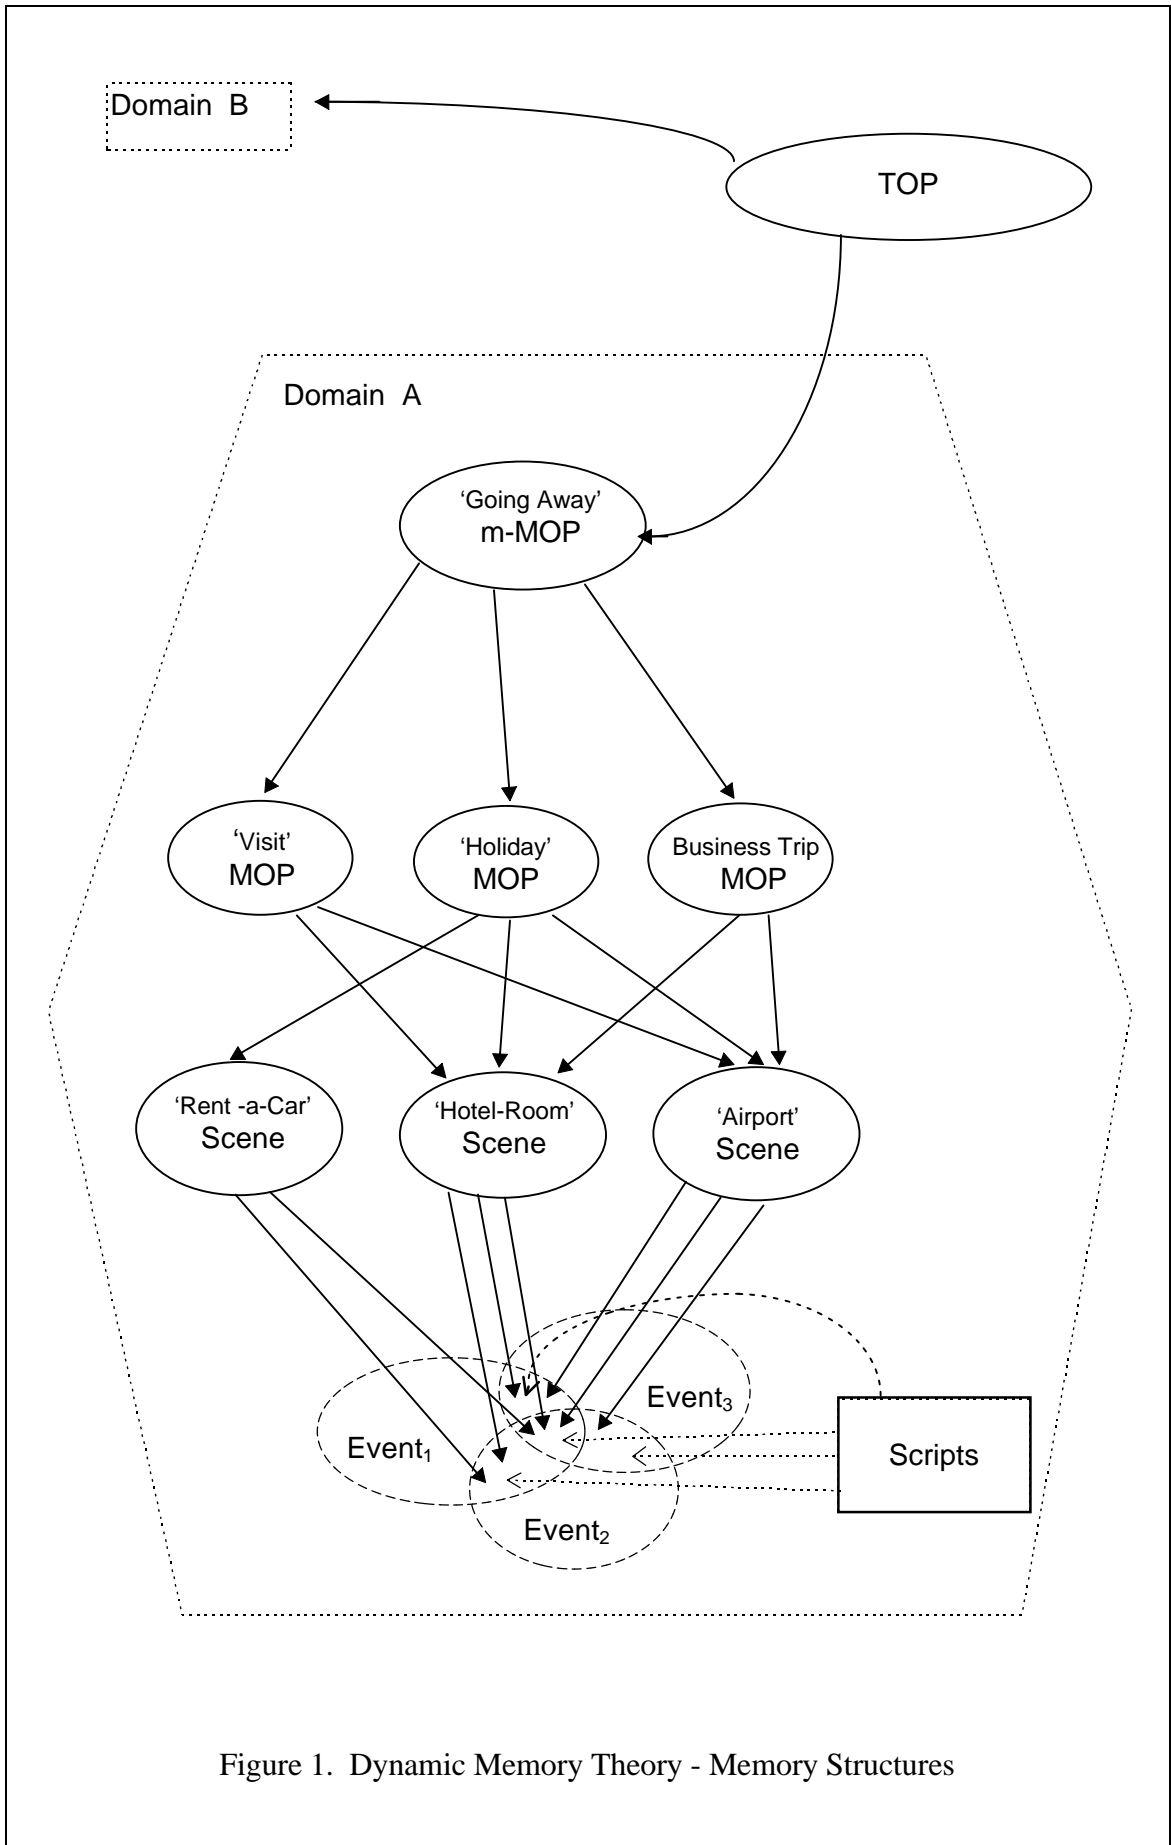 Domain  B
TOP
Domain  A
‘Going Away’
m-MOP
‘Visit’
MOP
‘Holiday’
MOP
Business Trip
MOP
‘Rent -a-Car’
Scene
‘Hotel-Room’
Scene
‘Airport’
Scene
Event₃
Event₁
Scripts
Event₂
Figure 1.  Dynamic Memory Theory - Memory Structures